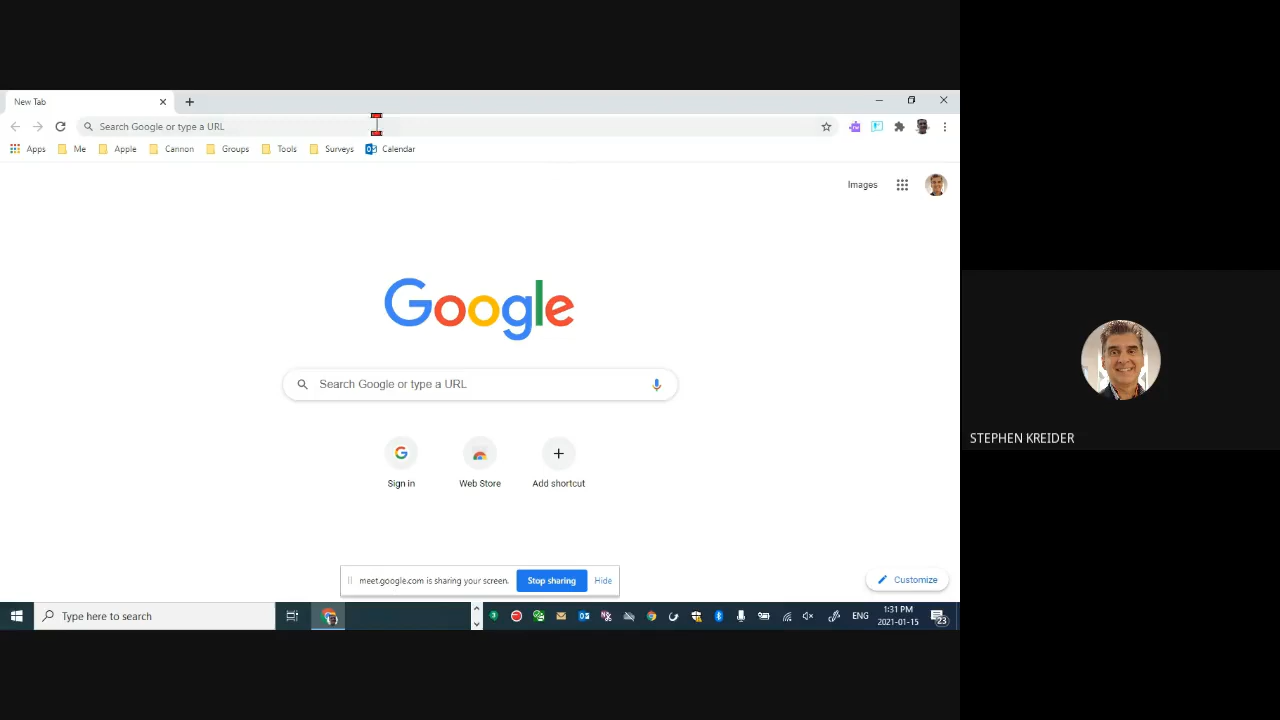 New Tab
Search Google or type a URL
Apps Me Apple Cannon Groups Tools Surveys Calendar
Images
Google
Search Google or type a URL
Sign in Web Store Add shortcut
STEPHEN KREIDER
meet.google.com is sharing your screen. Stop sharing Hide
Customize
Type here to search
ENG
1:31 PM
2021-01-15
23